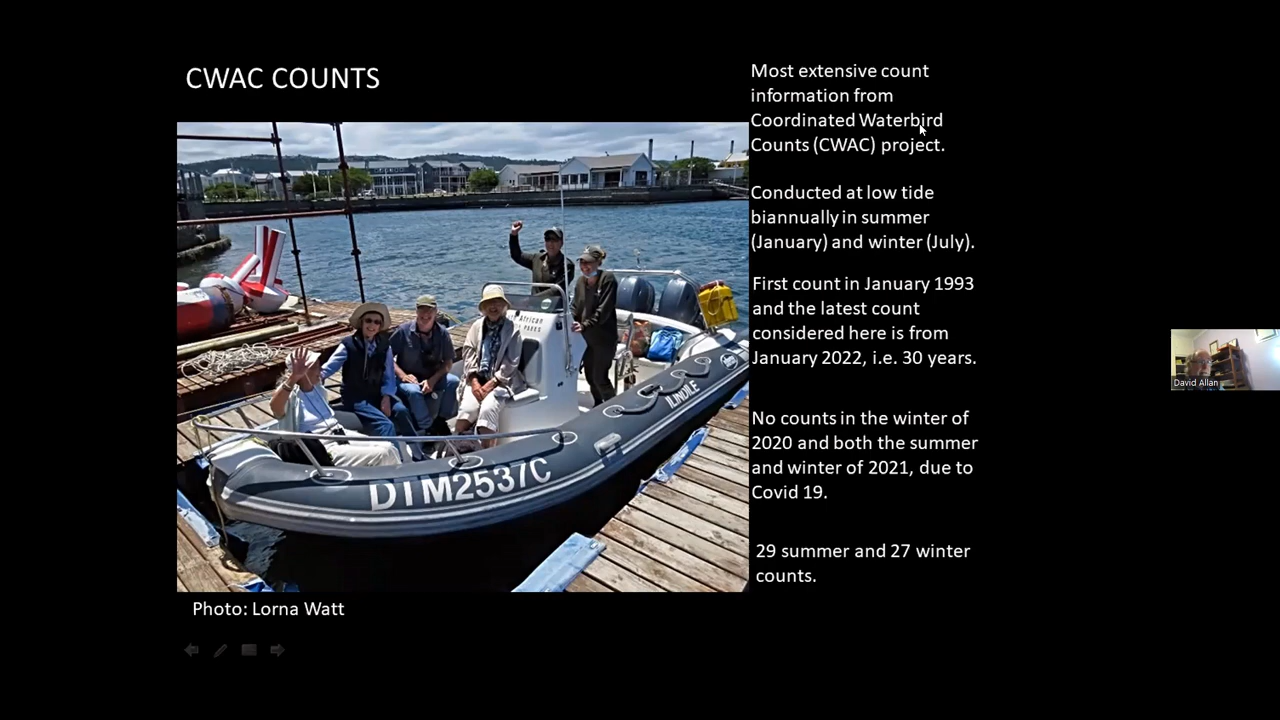 CWAC COUNTS
Most extensive count
information from
Coordinated Waterbird
Counts (CWAC) project.
Conducted at low tide
biannually in summer
(January) and winter (July).
First count in January 1993
and the latest count
considered here is from
January 2022, i.e. 30 years.
No counts in the winter of
2020 and both the summer
and winter of 2021, due to
Covid 19.
29 summer and 27 winter
counts.
African
PARKS
ILINDILE
DTM2537C
Photo: Lorna Watt
David Allan